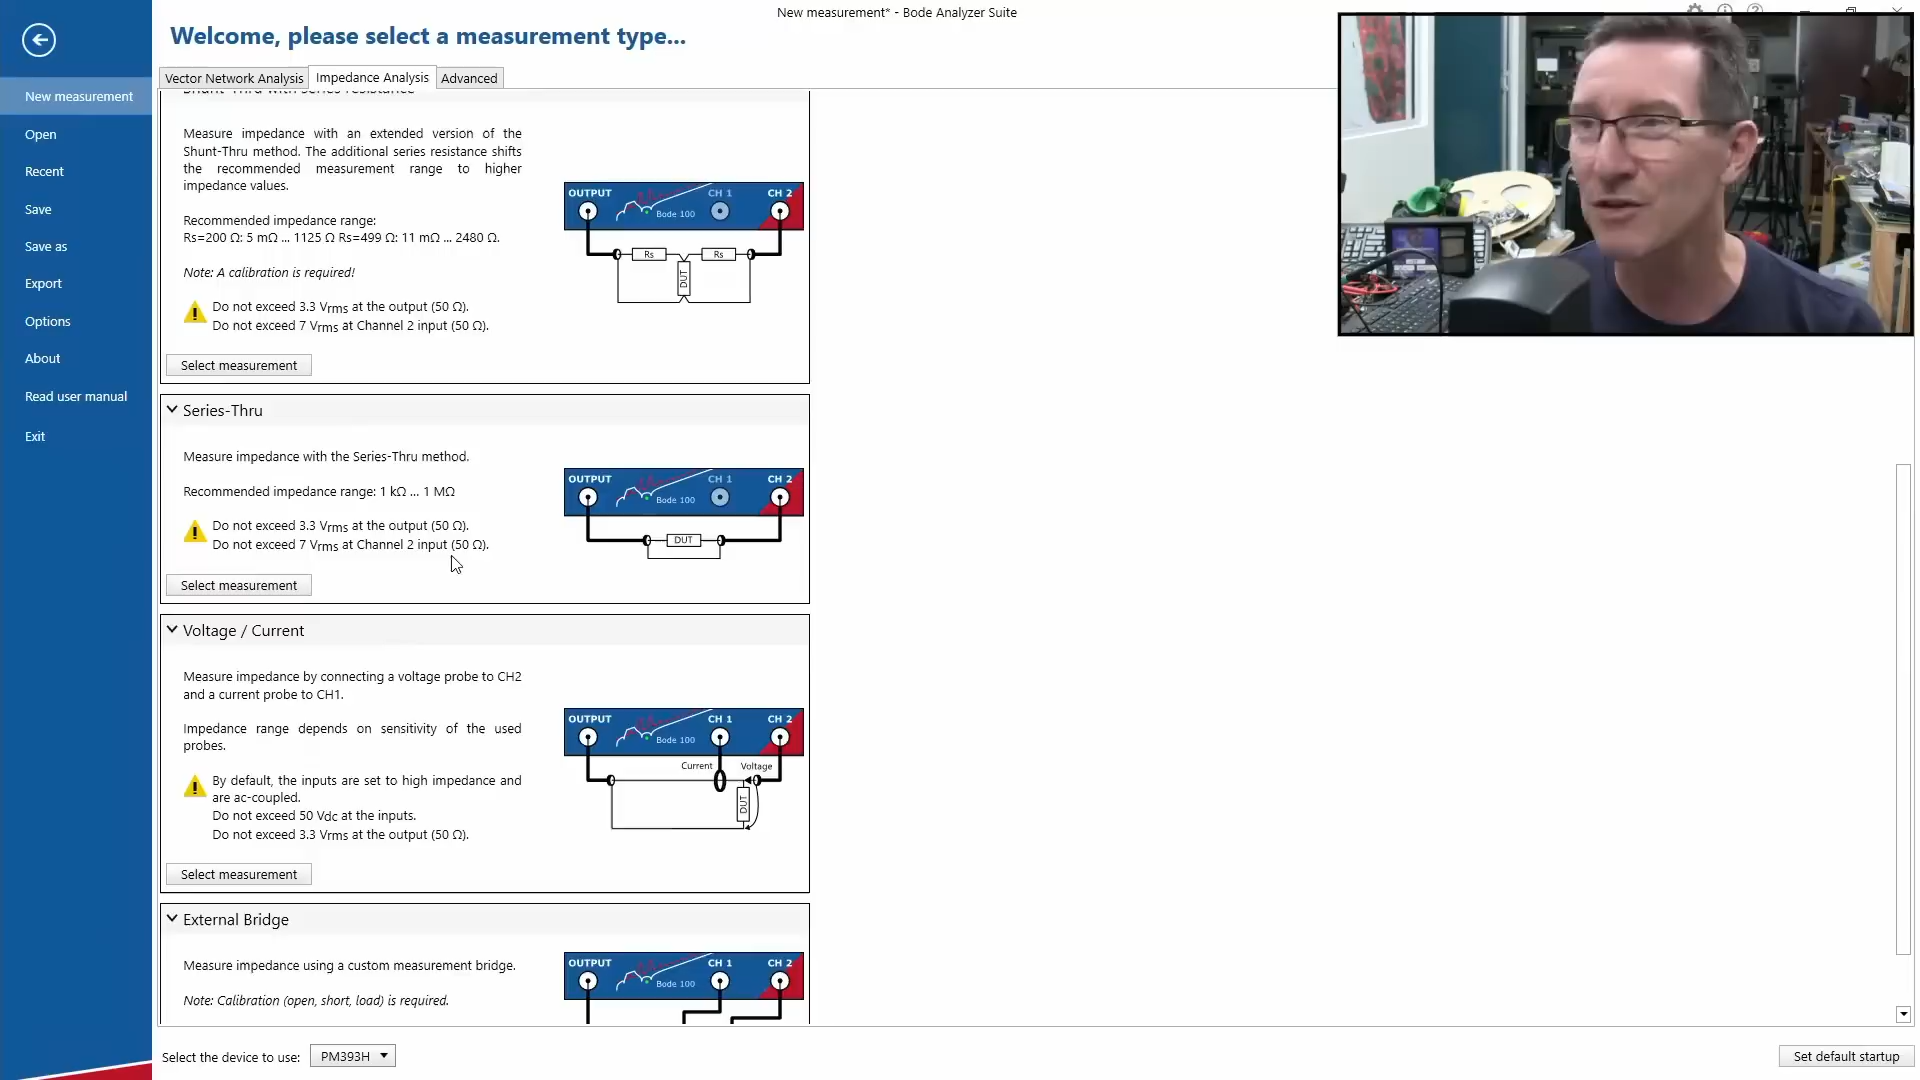 New measurement* - Bode Analyzer Suite
Welcome, please select a measurement type...
New measurement
Open
Recent
Save
Save as
Export
Options
About
Read user manual
Exit
Vector Network Analysis
Impedance Analysis
Advanced
Shunt-Thru with series resistance
Measure impedance with an extended version of the
Shunt-Thru method. The additional series resistance shifts
the recommended measurement range to higher
impedance values.
Recommended impedance range:
Rs=200 Ω: 5 mΩ ... 1125 Ω Rs=499 Ω: 11 mΩ ... 2480 Ω.
Note: A calibration is required!
Do not exceed 3.3 Vrms at the output (50 Ω).
Do not exceed 7 Vrms at Channel 2 input (50 Ω).
OUTPUT CH 1 CH 2
Bode 100
Rs Rs
DUT
Select measurement
Series-Thru
Measure impedance with the Series-Thru method.
Recommended impedance range: 1 kΩ ... 1 MΩ
Do not exceed 3.3 Vrms at the output (50 Ω).
Do not exceed 7 Vrms at Channel 2 input (50 Ω).
OUTPUT CH 1 CH 2
Bode 100
DUT
Select measurement
Voltage / Current
Measure impedance by connecting a voltage probe to CH2
and a current probe to CH1.
Impedance range depends on sensitivity of the used
probes.
By default, the inputs are set to high impedance and
are ac-coupled.
Do not exceed 50 Vdc at the inputs.
Do not exceed 3.3 Vrms at the output (50 Ω).
OUTPUT CH 1 CH 2
Bode 100
Current Voltage
DUT
Select measurement
External Bridge
Measure impedance using a custom measurement bridge.
Note: Calibration (open, short, load) is required.
OUTPUT CH 1 CH 2
Bode 100
Select the device to use: PM393H
Set default startup